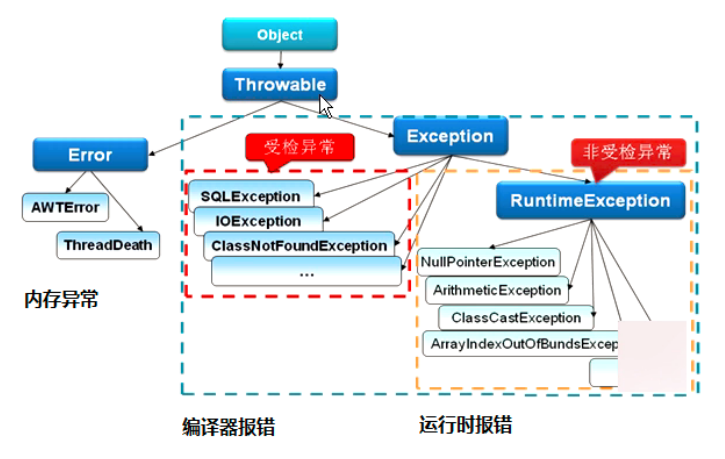 Object
Throwable
Error
受检异常
Exception
非受检异常
AWTError
ThreadDeath
SQLException
IOException
ClassNotFoundException
...
RuntimeException
NullPointerException
ArithmeticException
ClassCastException
ArrayIndexOutOfBundsExcep
内存异常
编译器报错
运行时报错